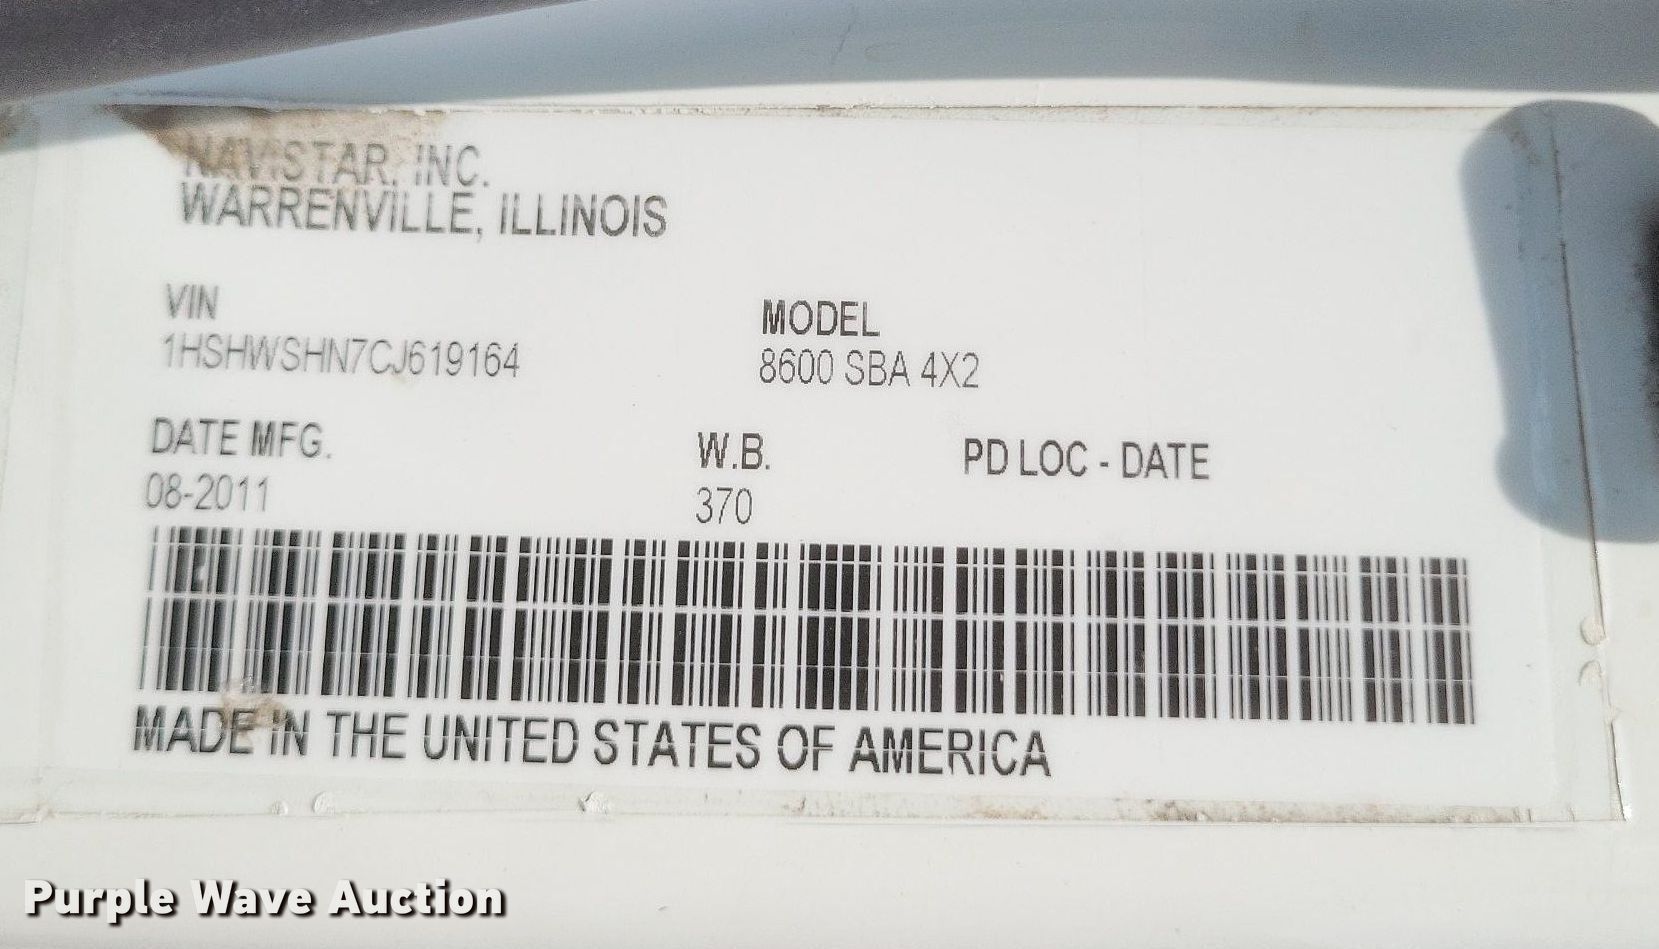 NAVISTAR, INC.
WARRENVILLE, ILLINOIS
VIN
1HSHWSHN7CJ619164
MODEL
8600 SBA 4X2
DATE MFG.
08-2011
W.B.
370
PD LOC - DATE
MADE IN THE UNITED STATES OF AMERICA
Purple Wave Auction